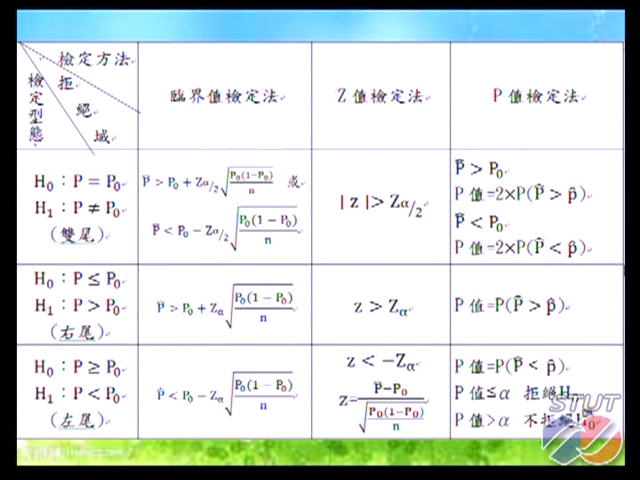 檢定方法
拒
絕
域
檢定型態
臨界值檢定法
Z 值檢定法
P 值檢定法
H₀：P = P₀
H₁：P ≠ P₀
(雙尾)
P̂ > P₀ + Zα/2 √(P₀(1−P₀)/n) 或
P̂ < P₀ − Zα/2 √(P₀(1 − P₀)/n)
| z |> Zα/2
P̂ > P₀
P 值=2×P(P̂ > p̂)
P̂ < P₀
P 值=2×P(P̂ < p̂)
H₀：P ≤ P₀
H₁：P > P₀
(右尾)
P̂ > P₀ + Zα √(P₀(1 − P₀)/n)
z > Zα
P 值=P(P̂ > p̂)
H₀：P ≥ P₀
H₁：P < P₀
(左尾)
P̂ < P₀ − Zα √(P₀(1 − P₀)/n)
z < −Zα
z= (P̂−P₀)/√(P₀(1−P₀)/n)
P 值=P(P̂ < p̂)
P 值≤α 拒絕H₀
P 值>α 不拒絕H₀
STUT